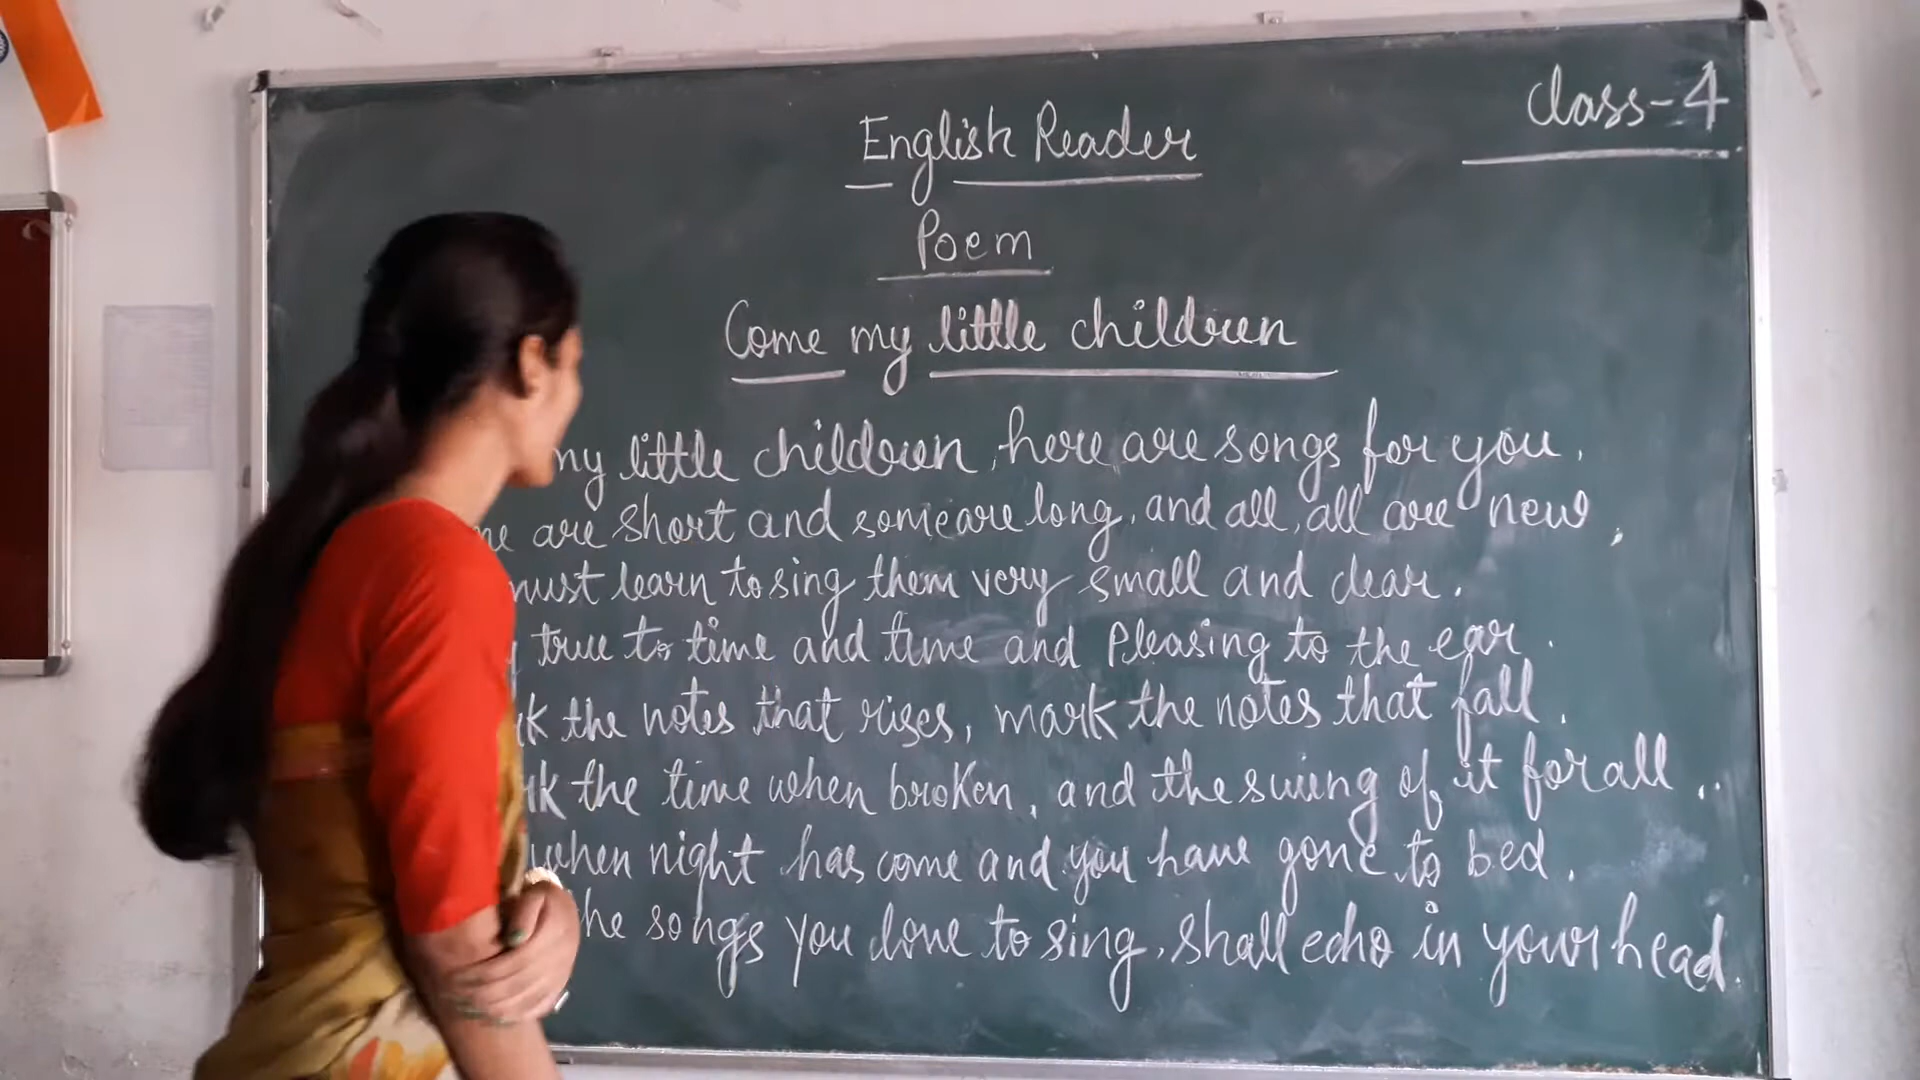 class-4
English Reader
Poem
Come my little children
my little children, here are songs for you.
are short and some are long, and all, all are new,
must learn to sing them very small and clear.
true to time and tune and Pleasing to the ear.
the notes that rises, mark the notes that fall.
the time when broken, and the swing of it for all..
when night has come and you have gone to bed.
the songs you love to sing, shall echo in your head.